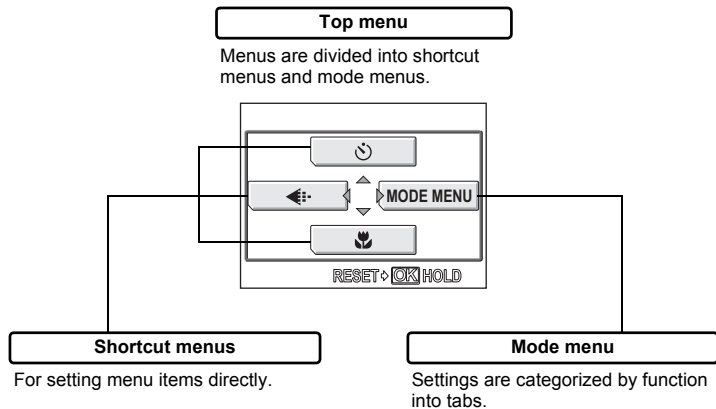 Top menu
Menus are divided into shortcut
menus and mode menus.
MODE MENU
RESET OK HOLD
Shortcut menus
For setting menu items directly.
Mode menu
Settings are categorized by function
into tabs.